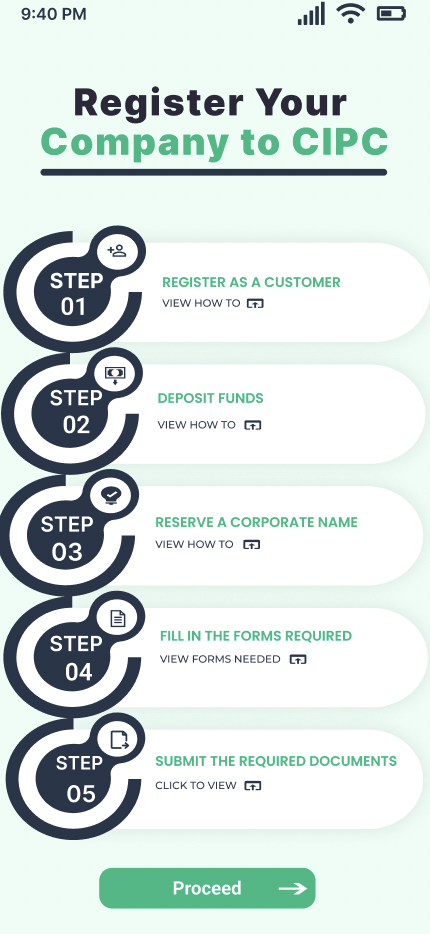 9:40 PM
Register Your
Company to CIPC
STEP
01
REGISTER AS A CUSTOMER
VIEW HOW TO
STEP
02
DEPOSIT FUNDS
VIEW HOW TO
STEP
03
RESERVE A CORPORATE NAME
VIEW HOW TO
STEP
04
FILL IN THE FORMS REQUIRED
VIEW FORMS NEEDED
STEP
05
SUBMIT THE REQUIRED DOCUMENTS
CLICK TO VIEW
Proceed